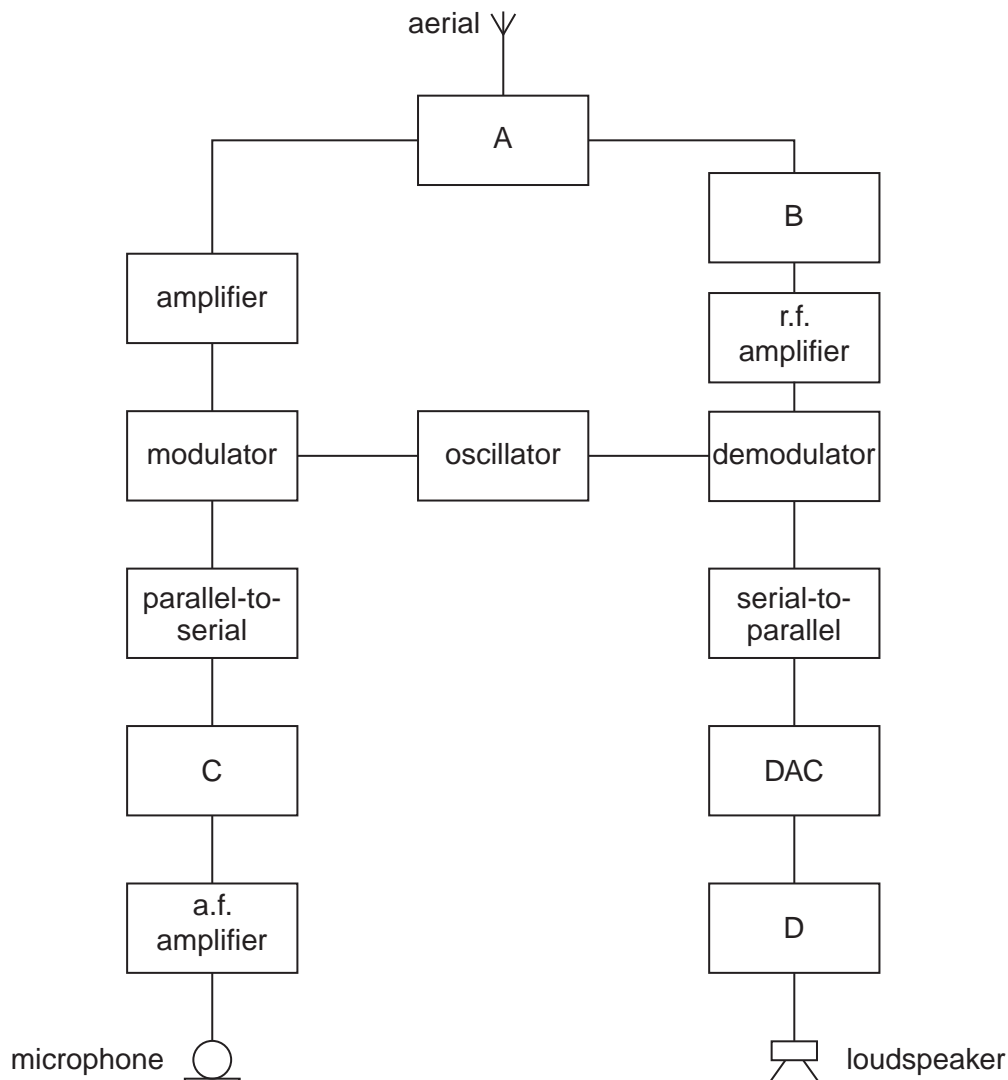 aerial
A
B
amplifier
r.f.
amplifier
modulator
oscillator
demodulator
parallel-to-
serial
serial-to-
parallel
C
DAC
a.f.
amplifier
D
microphone
loudspeaker